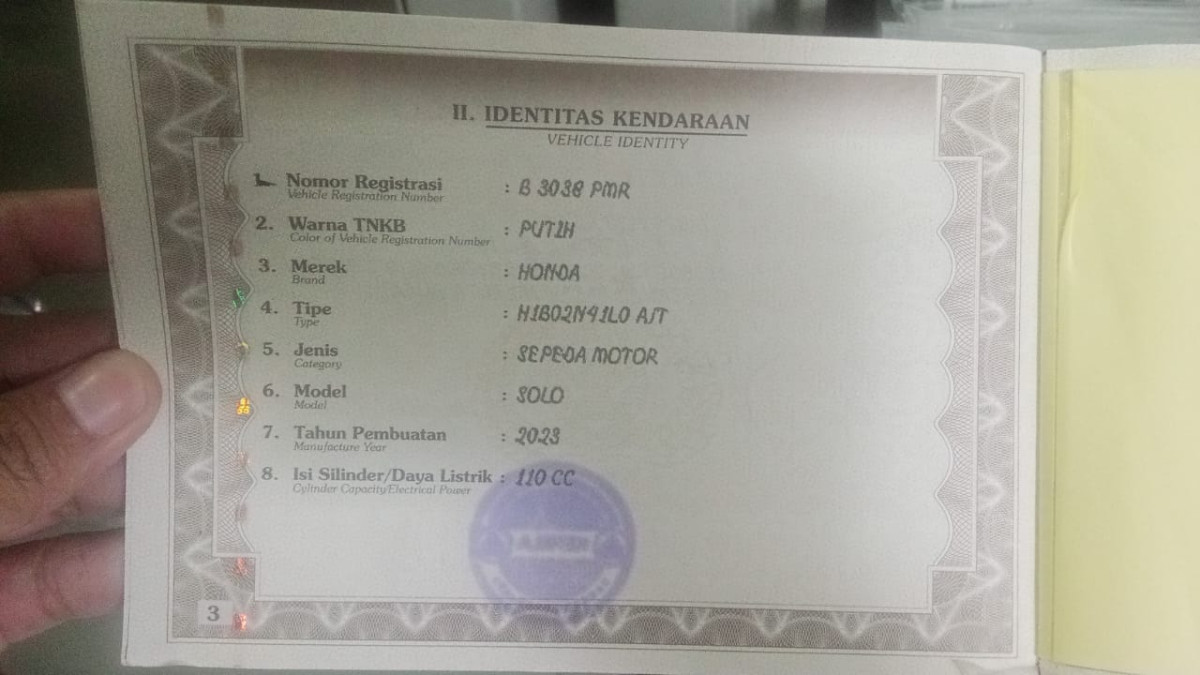 II. IDENTITAS KENDARAAN
VEHICLE IDENTITY
1. Nomor Registrasi : B 3038 PMR
Vehicle Registration Number
2. Warna TNKB : PUTIH
Color of Vehicle Registration Number
3. Merek : HONDA
Brand
4. Tipe : H1B02N41L0 A/T
Type
5. Jenis : SEPEDA MOTOR
Category
6. Model : SOLO
Model
7. Tahun Pembuatan : 2023
Manufacture Year
8. Isi Silinder/Daya Listrik : 110 CC
Cylinder Capacity/Electrical Power
3